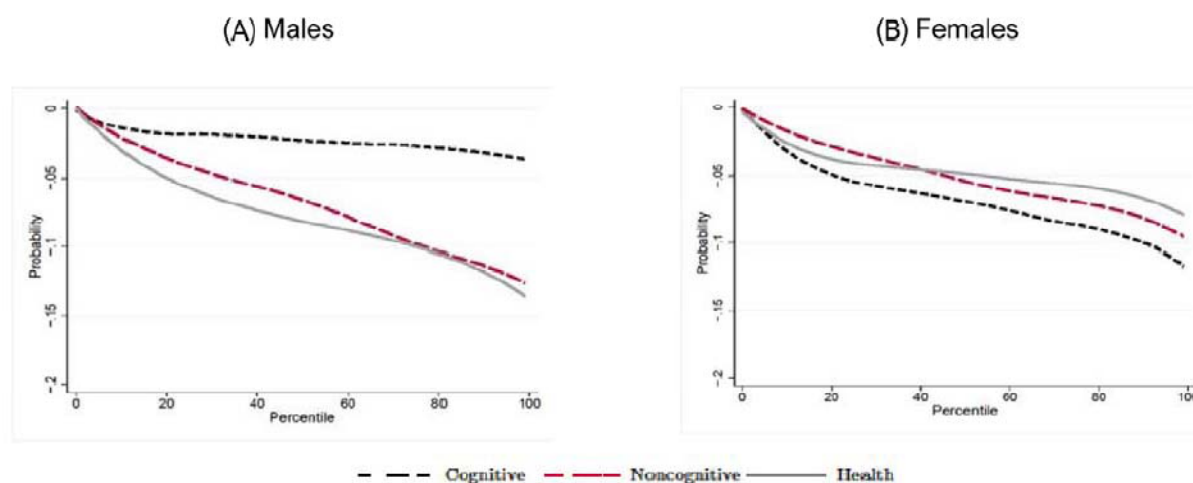 (A) Males
(B) Females
0
-.05
-.1
-.15
-.2
Probability
0
20
40
60
80
100
Percentile
0
-.05
-.1
-.15
-.2
Probability
0
20
40
60
80
100
Percentile
Cognitive
Noncognitive
Health